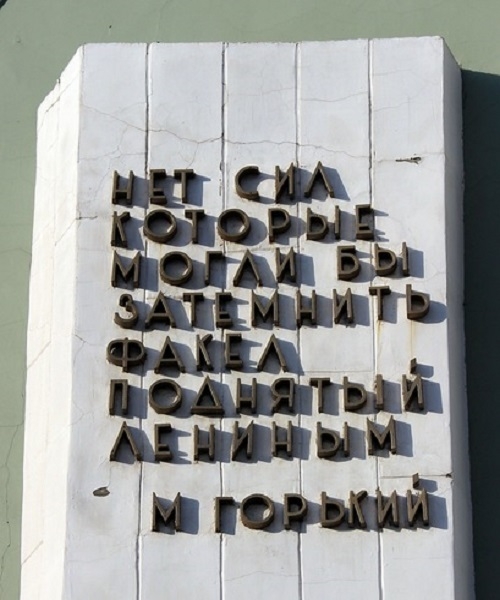 НЕТ СИЛ
КОТОРЫЕ
МОГЛИ БЫ
ЗАТЕМНИТЬ
ФАКЕЛ
ПОДНЯТЫЙ
ЛЕНИНЫМ
М ГОРЬКИЙ